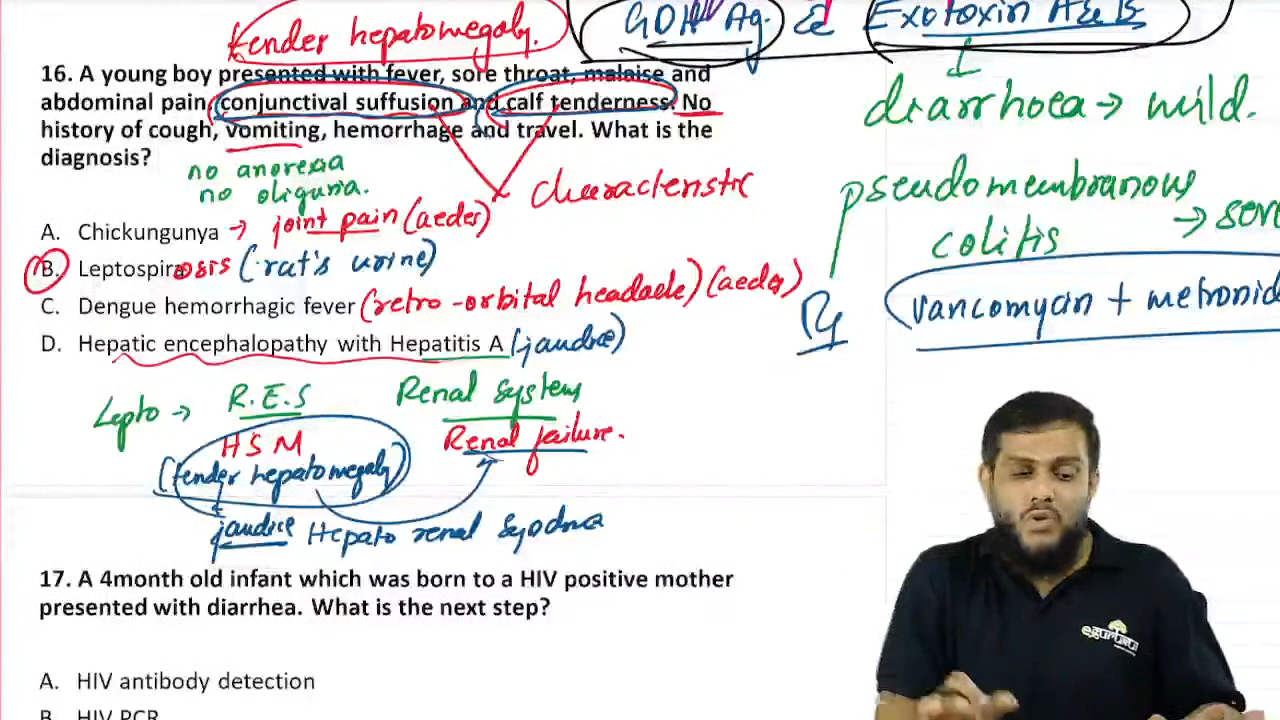 tender hepatomegaly.
GDH Ag. & Exotoxin A & B
16. A young boy presented with fever, sore throat, malaise and
abdominal pain, conjunctival suffusion and calf tenderness. No
history of cough, vomiting, hemorrhage and travel. What is the
diagnosis?
no anorexia
no oliguria.
characteristic
A. Chickungunya → joint pain (aedes)
B. Leptospirosis (rat's urine)
C. Dengue hemorrhagic fever (retro-orbital headache) (aedes)
D. Hepatic encephalopathy with Hepatitis A (jaundice)
Lepto → R.E.S Renal system
HSM Renal failure.
(tender hepatomegaly)
jaundice Hepato renal
diarrhoea → mild.
pseudomembranous
colitis →
Rx vancomycin +
17. A 4month old infant which was born to a HIV positive mother
presented with diarrhea. What is the next step?
A. HIV antibody detection
B. HIV PCR
egurukul